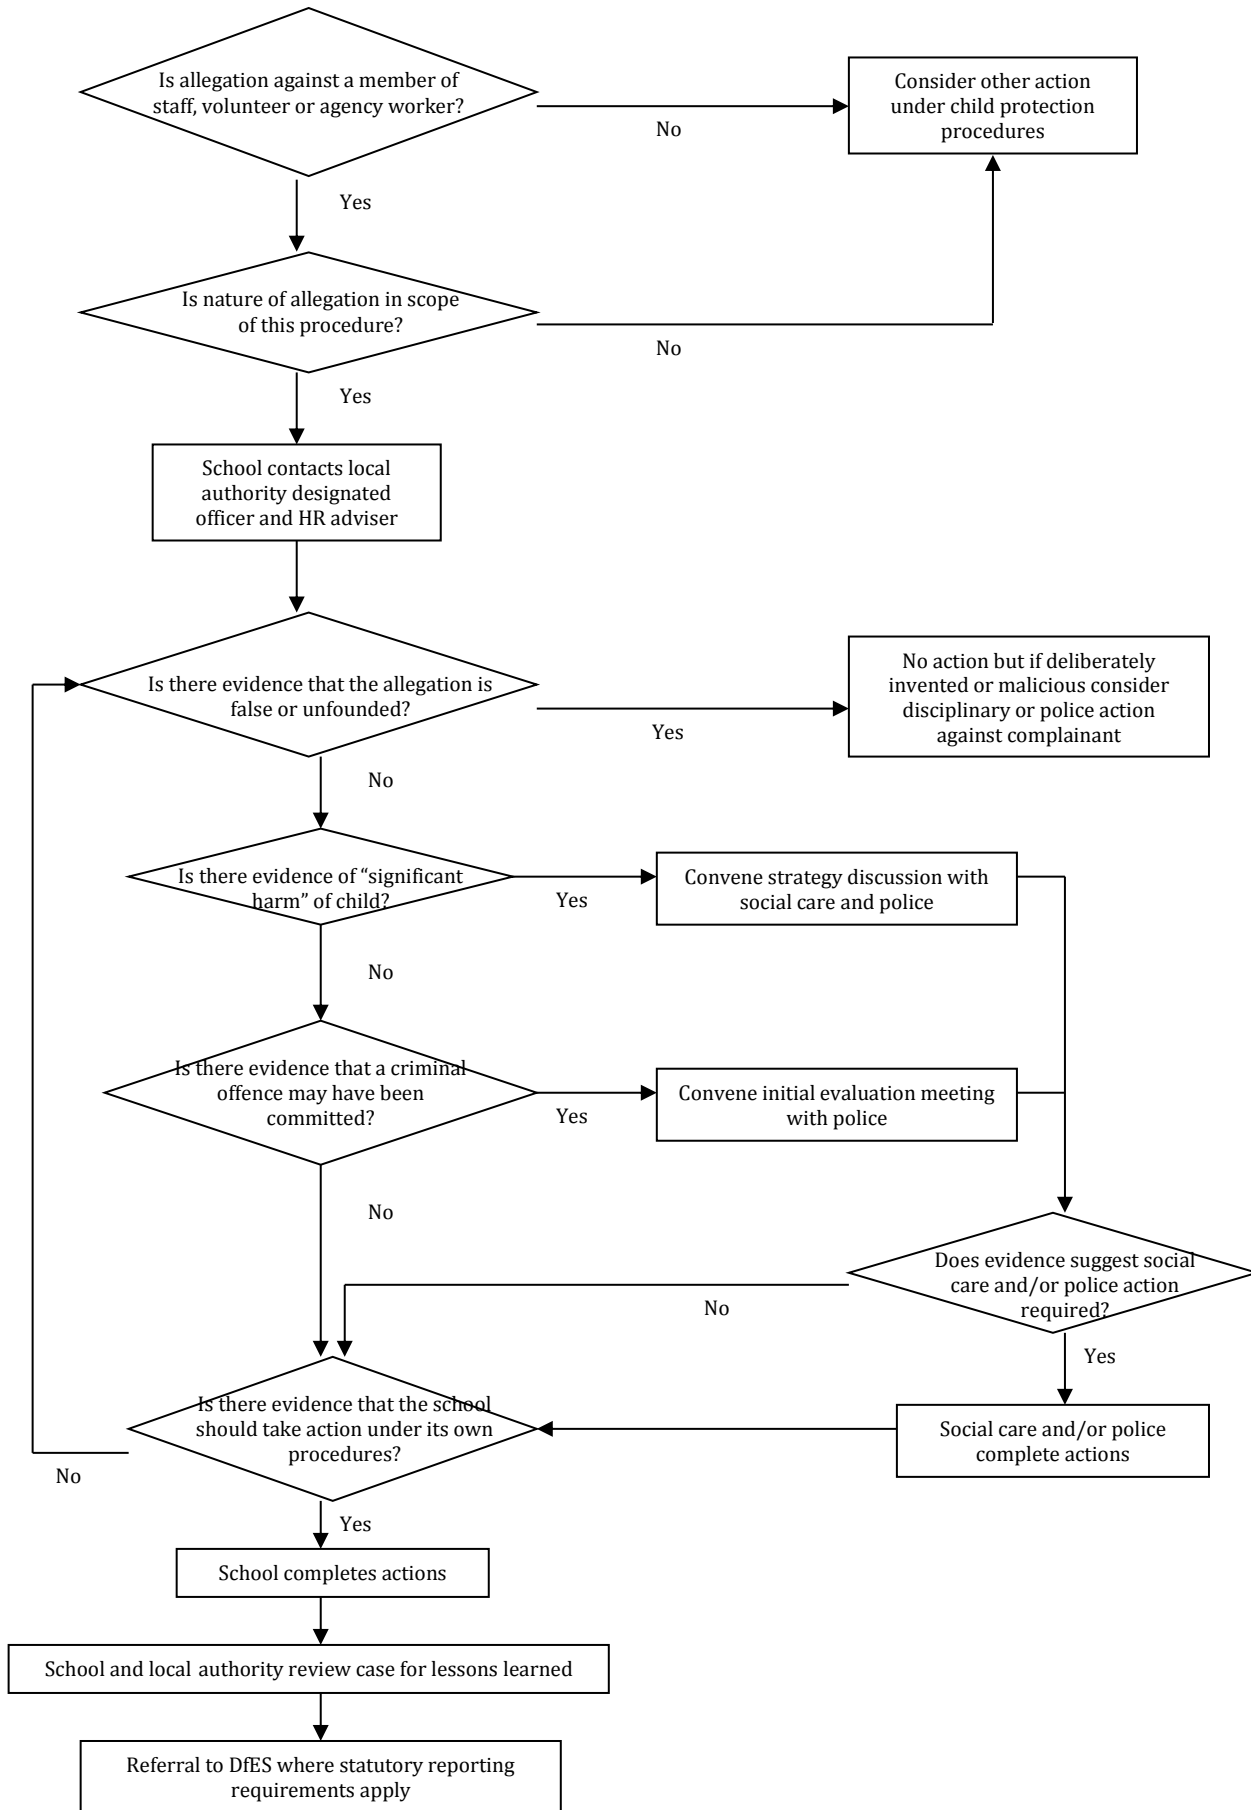 Is allegation against a member of
staff, volunteer or agency worker?
Consider other action
under child protection
procedures
No
Yes
Is nature of allegation in scope
of this procedure?
No
Yes
School contacts local
authority designated
officer and HR adviser
Is there evidence that the allegation is
false or unfounded?
No action but if deliberately
invented or malicious consider
disciplinary or police action
against complainant
Yes
No
Is there evidence of “significant
harm” of child?
Yes
Convene strategy discussion with
social care and police
No
Is there evidence that a criminal
offence may have been
committed?
Yes
Convene initial evaluation meeting
with police
No
Does evidence suggest social
care and/or police action
required?
No
Yes
Is there evidence that the school
should take action under its own
procedures?
Social care and/or police
complete actions
No
Yes
School completes actions
School and local authority review case for lessons learned
Referral to DfES where statutory reporting
requirements apply